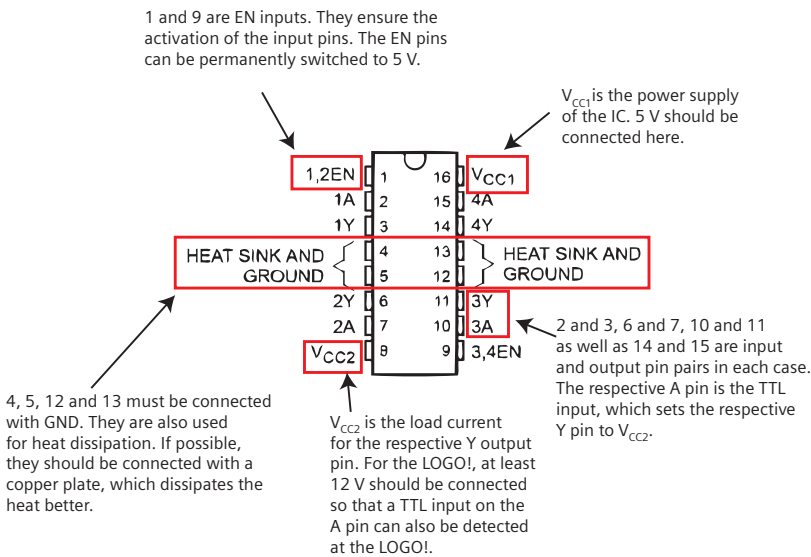 1 and 9 are EN inputs. They ensure the
activation of the input pins. The EN pins
can be permanently switched to 5 V.
VCC1 is the power supply
of the IC. 5 V should be
connected here.
1,2EN 1 16 VCC1
1A 2 15 4A
1Y 3 14 4Y
HEAT SINK AND 4 13 HEAT SINK AND
GROUND 5 12 GROUND
2Y 6 11 3Y
2A 7 10 3A
VCC2 8 9 3,4EN
2 and 3, 6 and 7, 10 and 11
as well as 14 and 15 are input
and output pin pairs in each case.
The respective A pin is the TTL
input, which sets the respective
Y pin to VCC2.
4, 5, 12 and 13 must be connected
with GND. They are also used
for heat dissipation. If possible,
they should be connected with a
copper plate, which dissipates the
heat better.
VCC2 is the load current
for the respective Y output
pin. For the LOGO!, at least
12 V should be connected
so that a TTL input on the
A pin can also be detected
at the LOGO!.